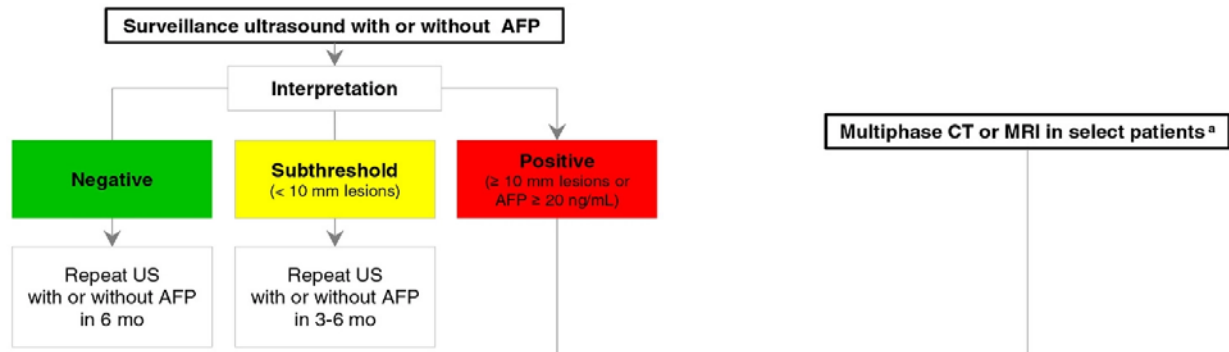 Surveillance ultrasound with or without AFP
Interpretation
Multiphase CT or MRI in select patients a
Negative
Subthreshold
(< 10 mm lesions)
Positive
(≥ 10 mm lesions or
AFP ≥ 20 ng/mL)
Repeat US
with or without AFP
in 6 mo
Repeat US
with or without AFP
in 3-6 mo